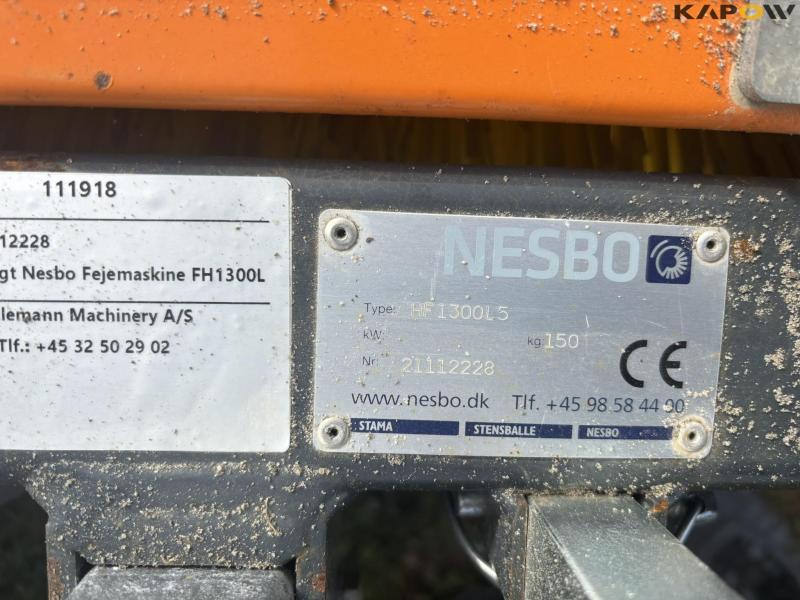 KAPOW
111918
12228
gt Nesbo Fejemaskine FH1300L
lemann Machinery A/S
Tlf.: +45 32 50 29 02
NESBO
Type: HF1300L5
kW: kg: 150
Nr: 21112228
CE
www.nesbo.dk Tlf. +45 98 58 44 00
STAMA STENSBALLE NESBO